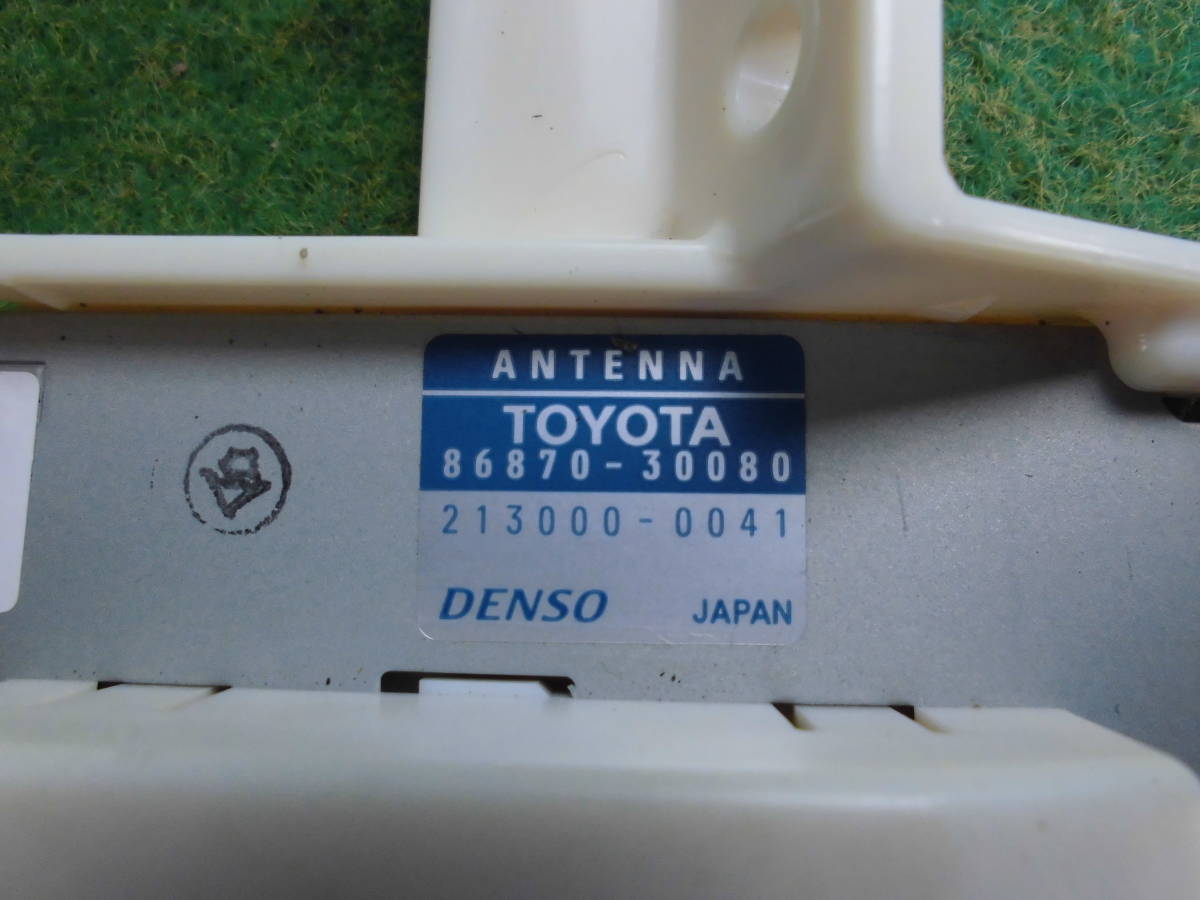 ANTENNA
TOYOTA
86870-30080
213000-0041
DENSO JAPAN